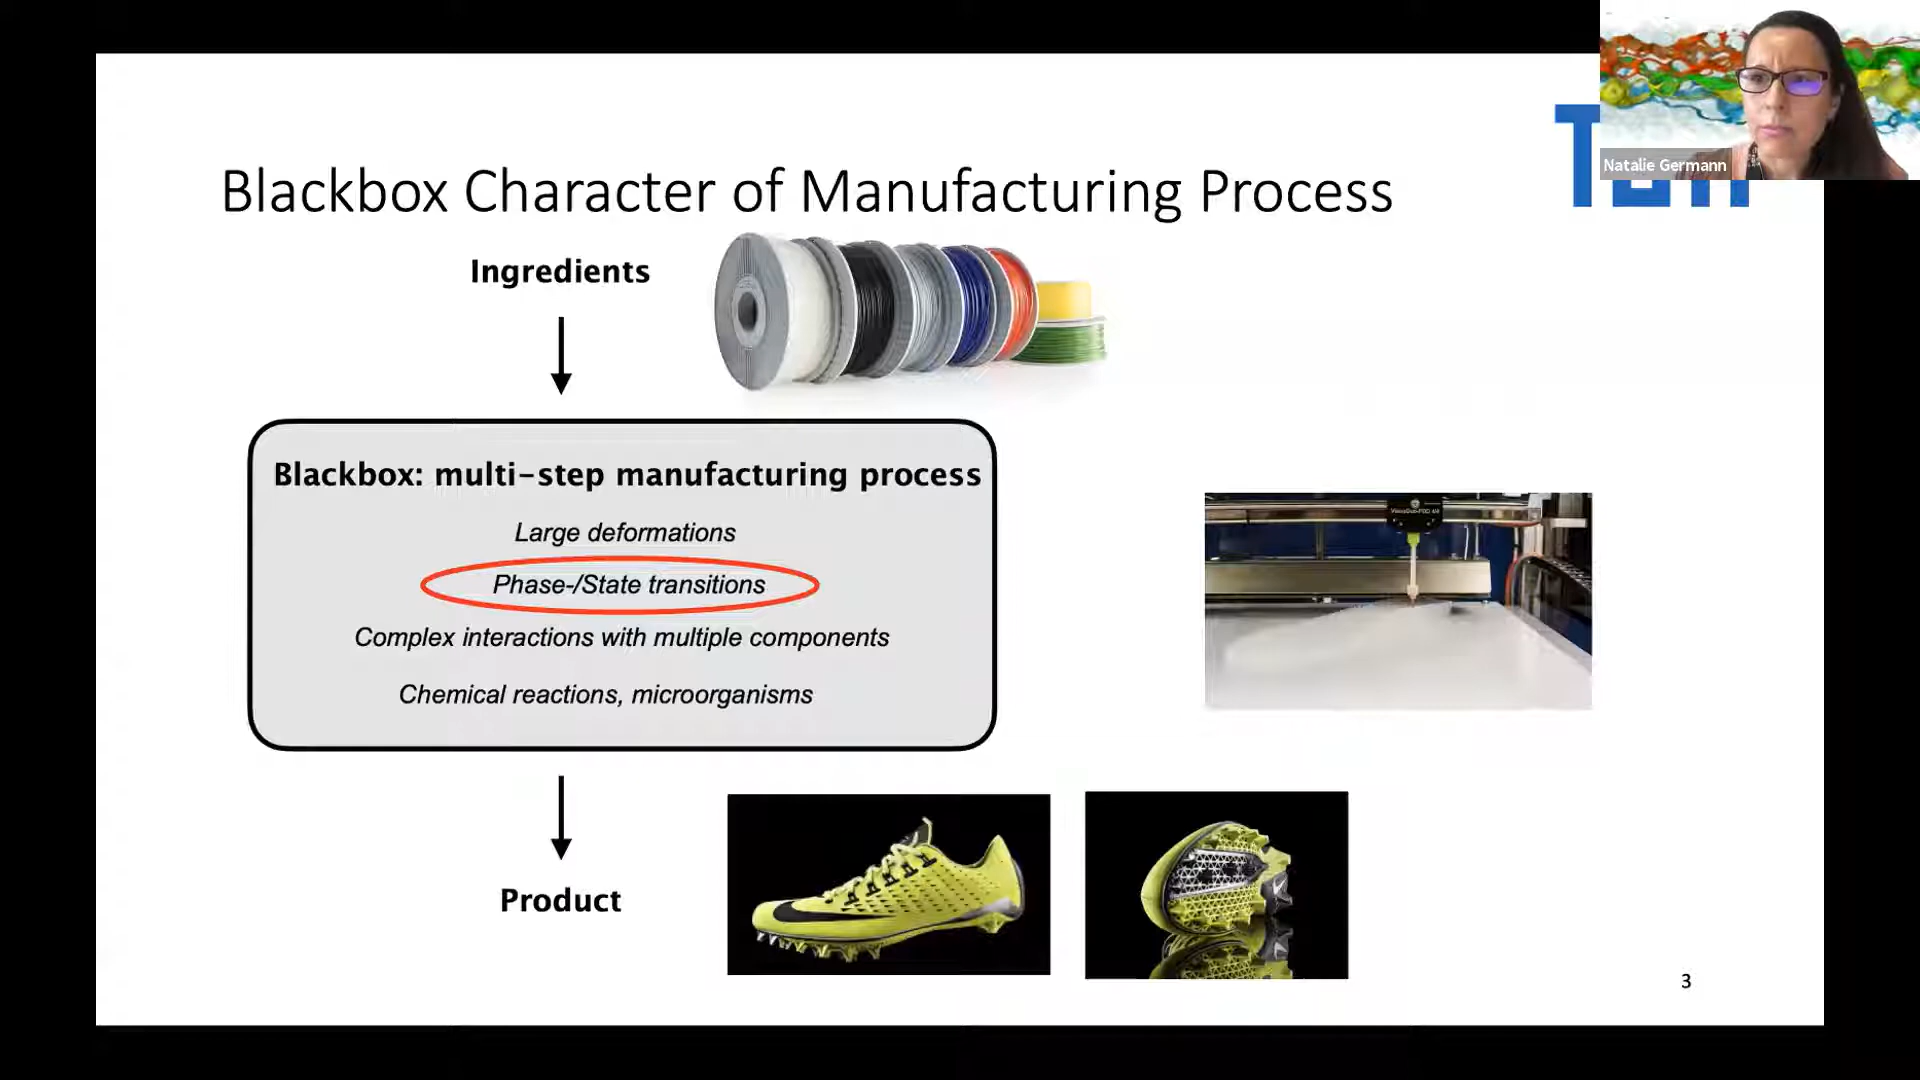 Natalie Germann
Blackbox Character of Manufacturing Process
Ingredients
Blackbox: multi-step manufacturing process
Large deformations
Phase-/State transitions
Complex interactions with multiple components
Chemical reactions, microorganisms
Product
3